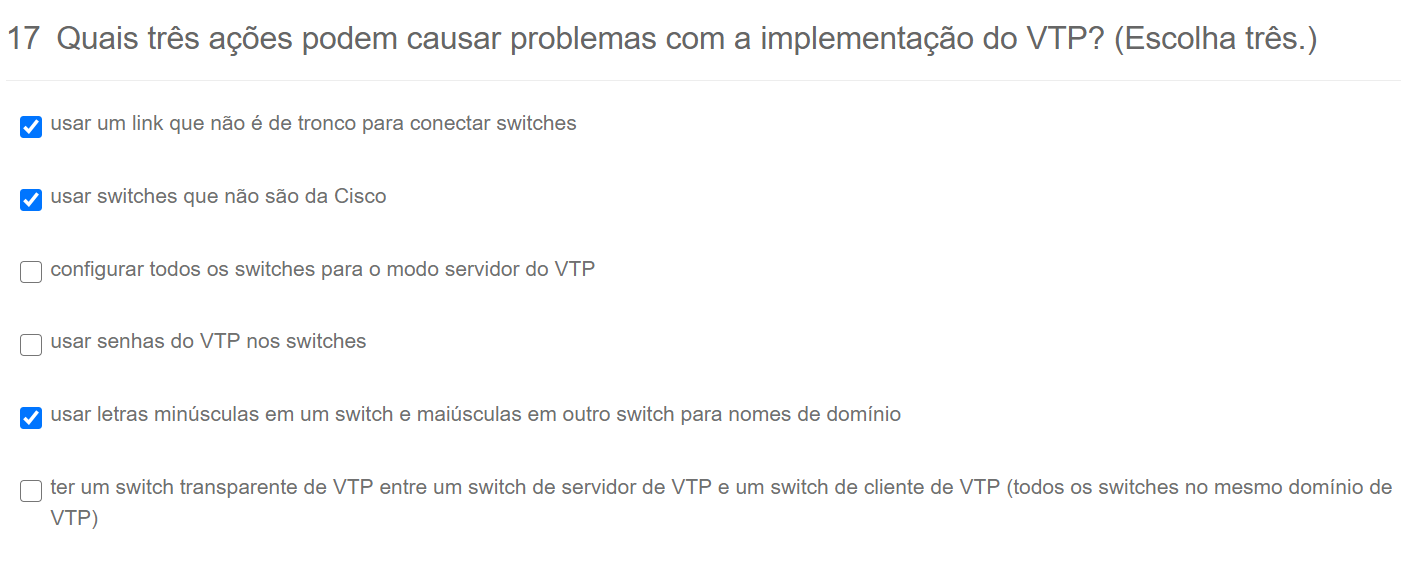 17 Quais três ações podem causar problemas com a implementação do VTP? (Escolha três.)
usar um link que não é de tronco para conectar switches
usar switches que não são da Cisco
configurar todos os switches para o modo servidor do VTP
usar senhas do VTP nos switches
usar letras minúsculas em um switch e maiúsculas em outro switch para nomes de domínio
ter um switch transparente de VTP entre um switch de servidor de VTP e um switch de cliente de VTP (todos os switches no mesmo domínio de
VTP)